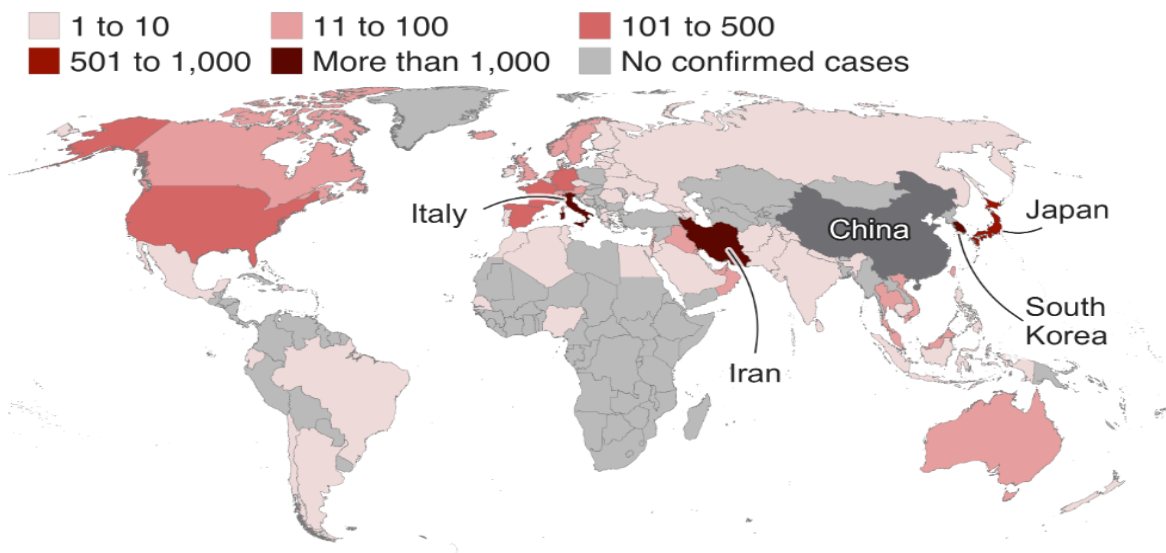 1 to 10
11 to 100
101 to 500
501 to 1,000
More than 1,000
No confirmed cases
Italy
China
Japan
South
Korea
Iran